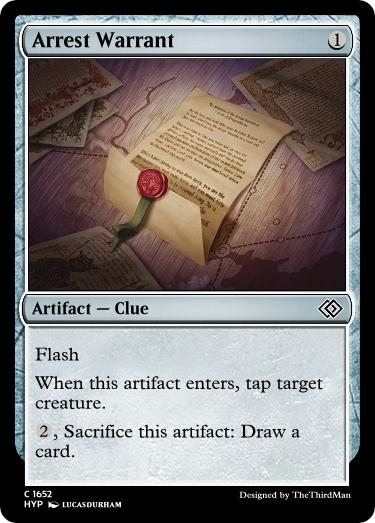 Arrest Warrant 1
Artifact — Clue
Flash
When this artifact enters, tap target
creature.
2, Sacrifice this artifact: Draw a
card.
C 1652
HYP LUCASDURHAM
Designed by TheThirdMan